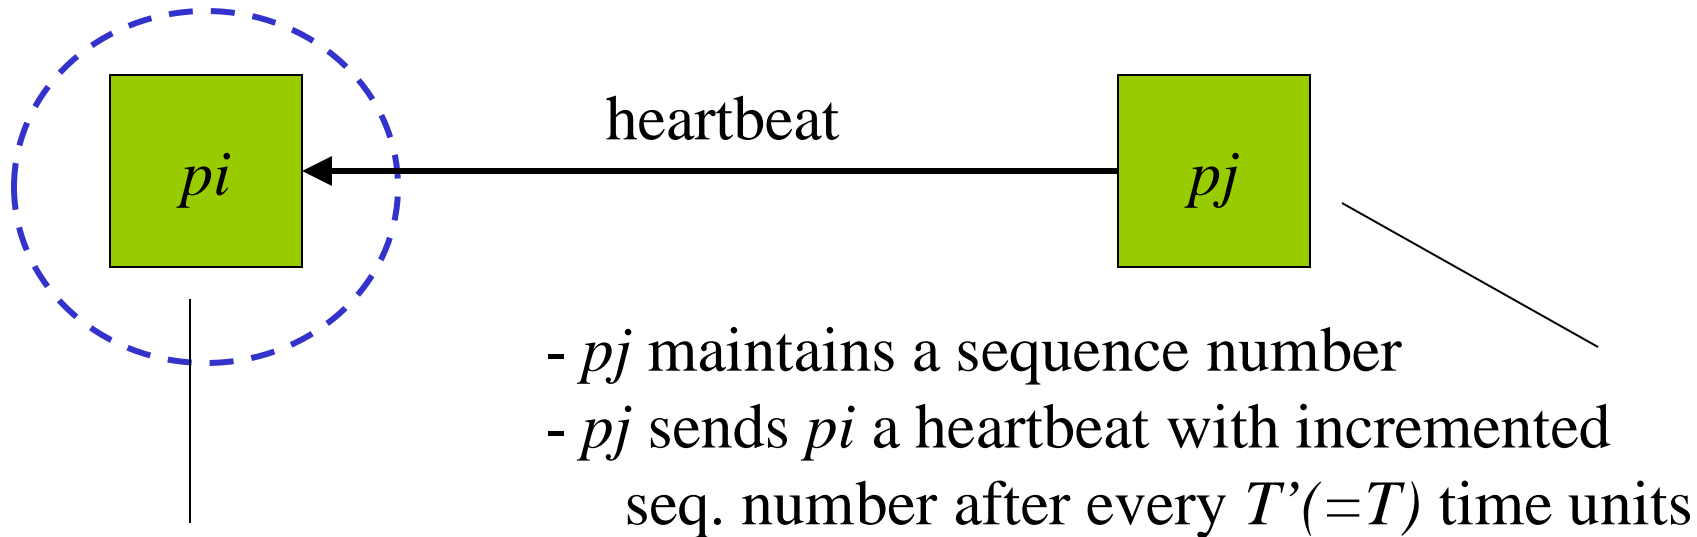 heartbeat
pi
pj
- pj maintains a sequence number
- pj sends pi a heartbeat with incremented
seq. number after every T’(=T) time units